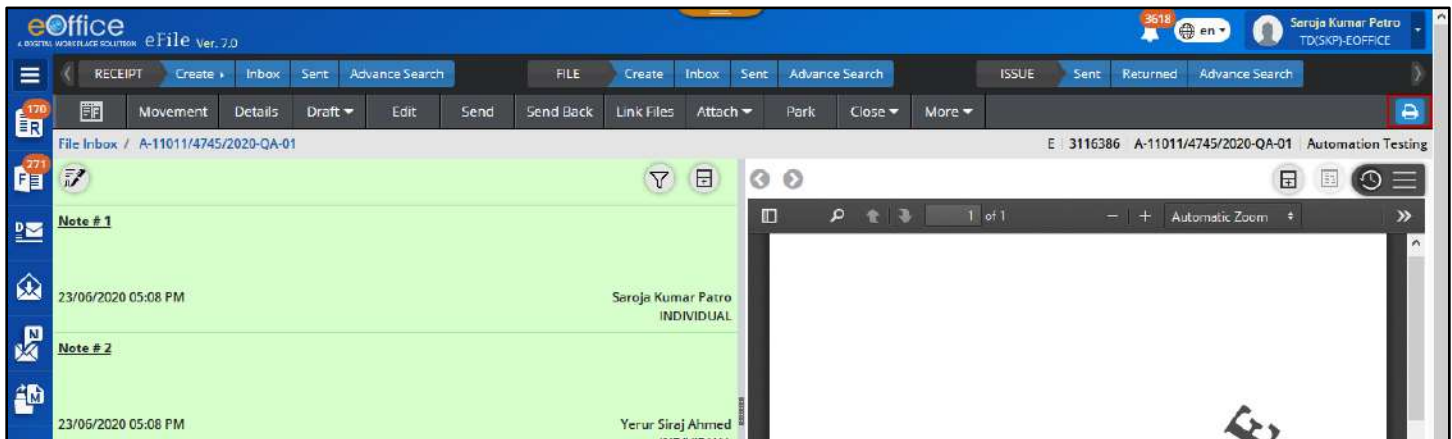 eOffice
A DIGITAL WORKPLACE SOLUTION eFile Ver. 7.0
3618 en Saroja Kumar Patro
TD(SKP)-EOFFICE
RECEIPT Create Inbox Sent Advance Search FILE Create Inbox Sent Advance Search ISSUE Sent Returned Advance Search
170 R F Movement Details Draft Edit Send Send Back Link Files Attach Park Close More
File Inbox / A-11011/4745/2020-QA-01 E 3116386 A-11011/4745/2020-QA-01 Automation Testing
271 F
1 of 1 Automatic Zoom
Note # 1
D
23/06/2020 05:08 PM Saroja Kumar Patro
INDIVIDUAL
N
Note # 2
M
23/06/2020 05:08 PM Yerur Siraj Ahmed